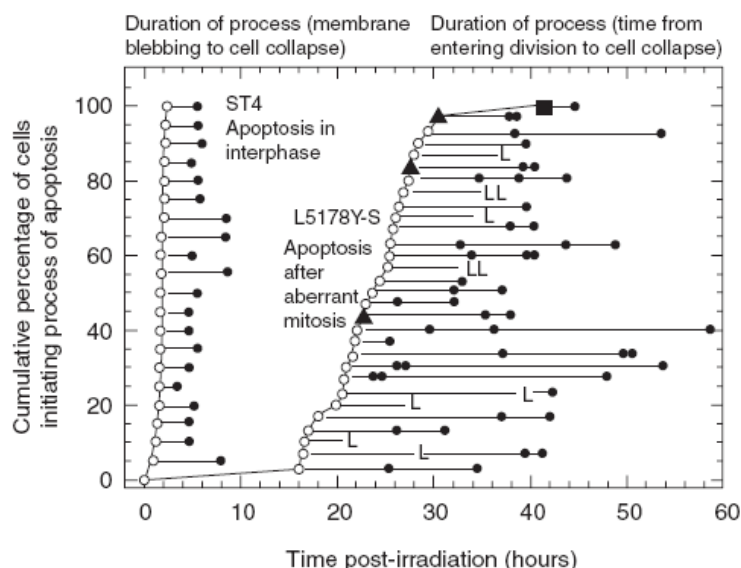 Duration of process (membrane
blebbing to cell collapse)
Duration of process (time from
entering division to cell collapse)
Cumulative percentage of cells
initiating process of apoptosis
100
80
60
40
20
0
ST4
Apoptosis in
interphase
L5178Y-S
Apoptosis
after
aberrant
mitosis
L
LL
L
LL
L
L
L
L
0 10 20 30 40 50 60
Time post-irradiation (hours)